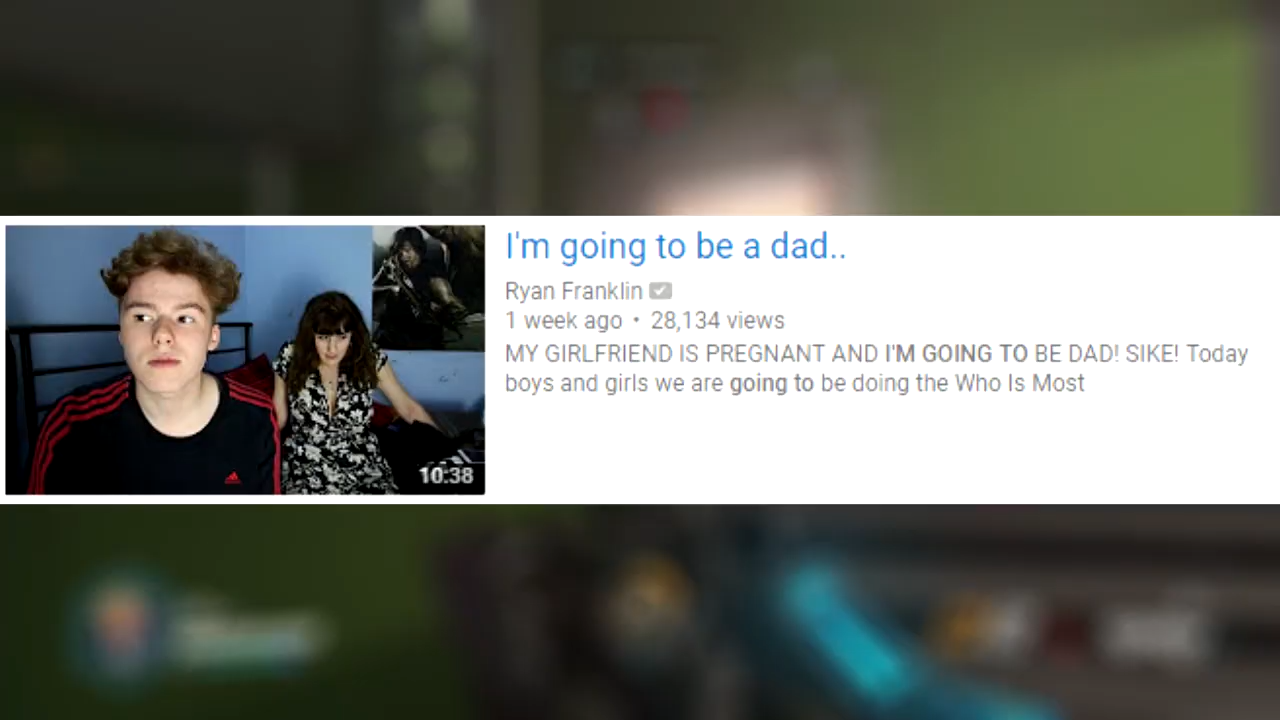 I'm going to be a dad..
Ryan Franklin
1 week ago • 28,134 views
MY GIRLFRIEND IS PREGNANT AND I'M GOING TO BE DAD! SIKE! Today
boys and girls we are going to be doing the Who Is Most
10:38